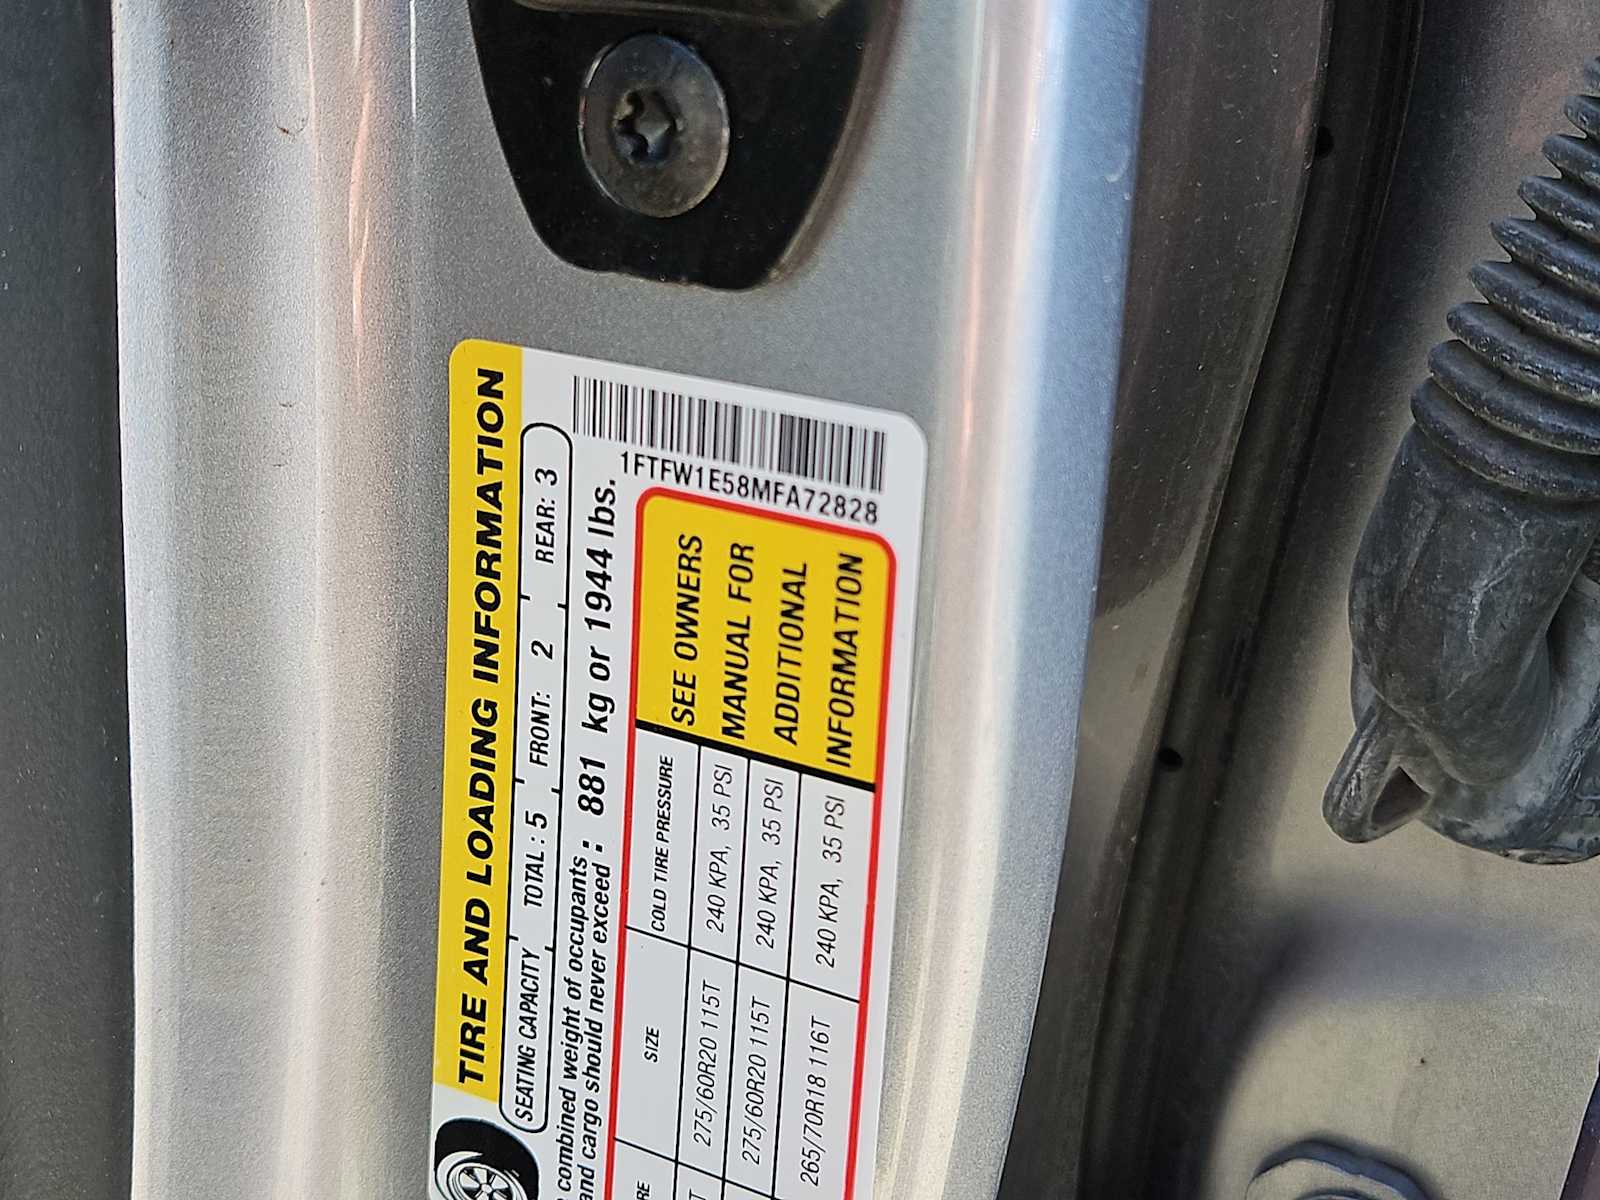 TIRE AND LOADING INFORMATION
SEATING CAPACITY TOTAL: 5 FRONT: 2 REAR: 3
combined weight of occupants
and cargo should never exceed : 881 kg or 1944 lbs.
1FTFW1E58MFA72828
SIZE COLD TIRE PRESSURE
275/60R20 115T 240 KPA, 35 PSI
275/60R20 115T 240 KPA, 35 PSI
265/70R18 116T 240 KPA, 35 PSI
SEE OWNERS
MANUAL FOR
ADDITIONAL
INFORMATION